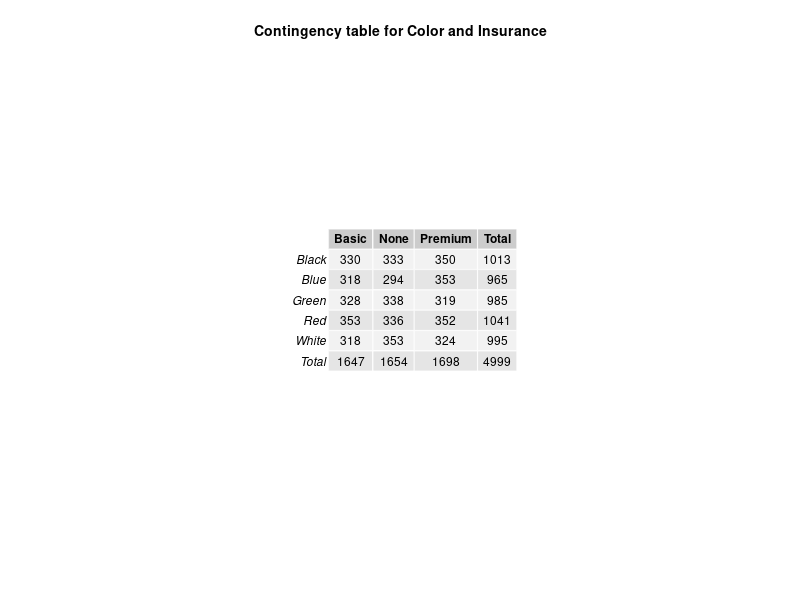 Contingency table for Color and Insurance
Basic None Premium Total
Black 330 333 350 1013
Blue 318 294 353 965
Green 328 338 319 985
Red 353 336 352 1041
White 318 353 324 995
Total 1647 1654 1698 4999